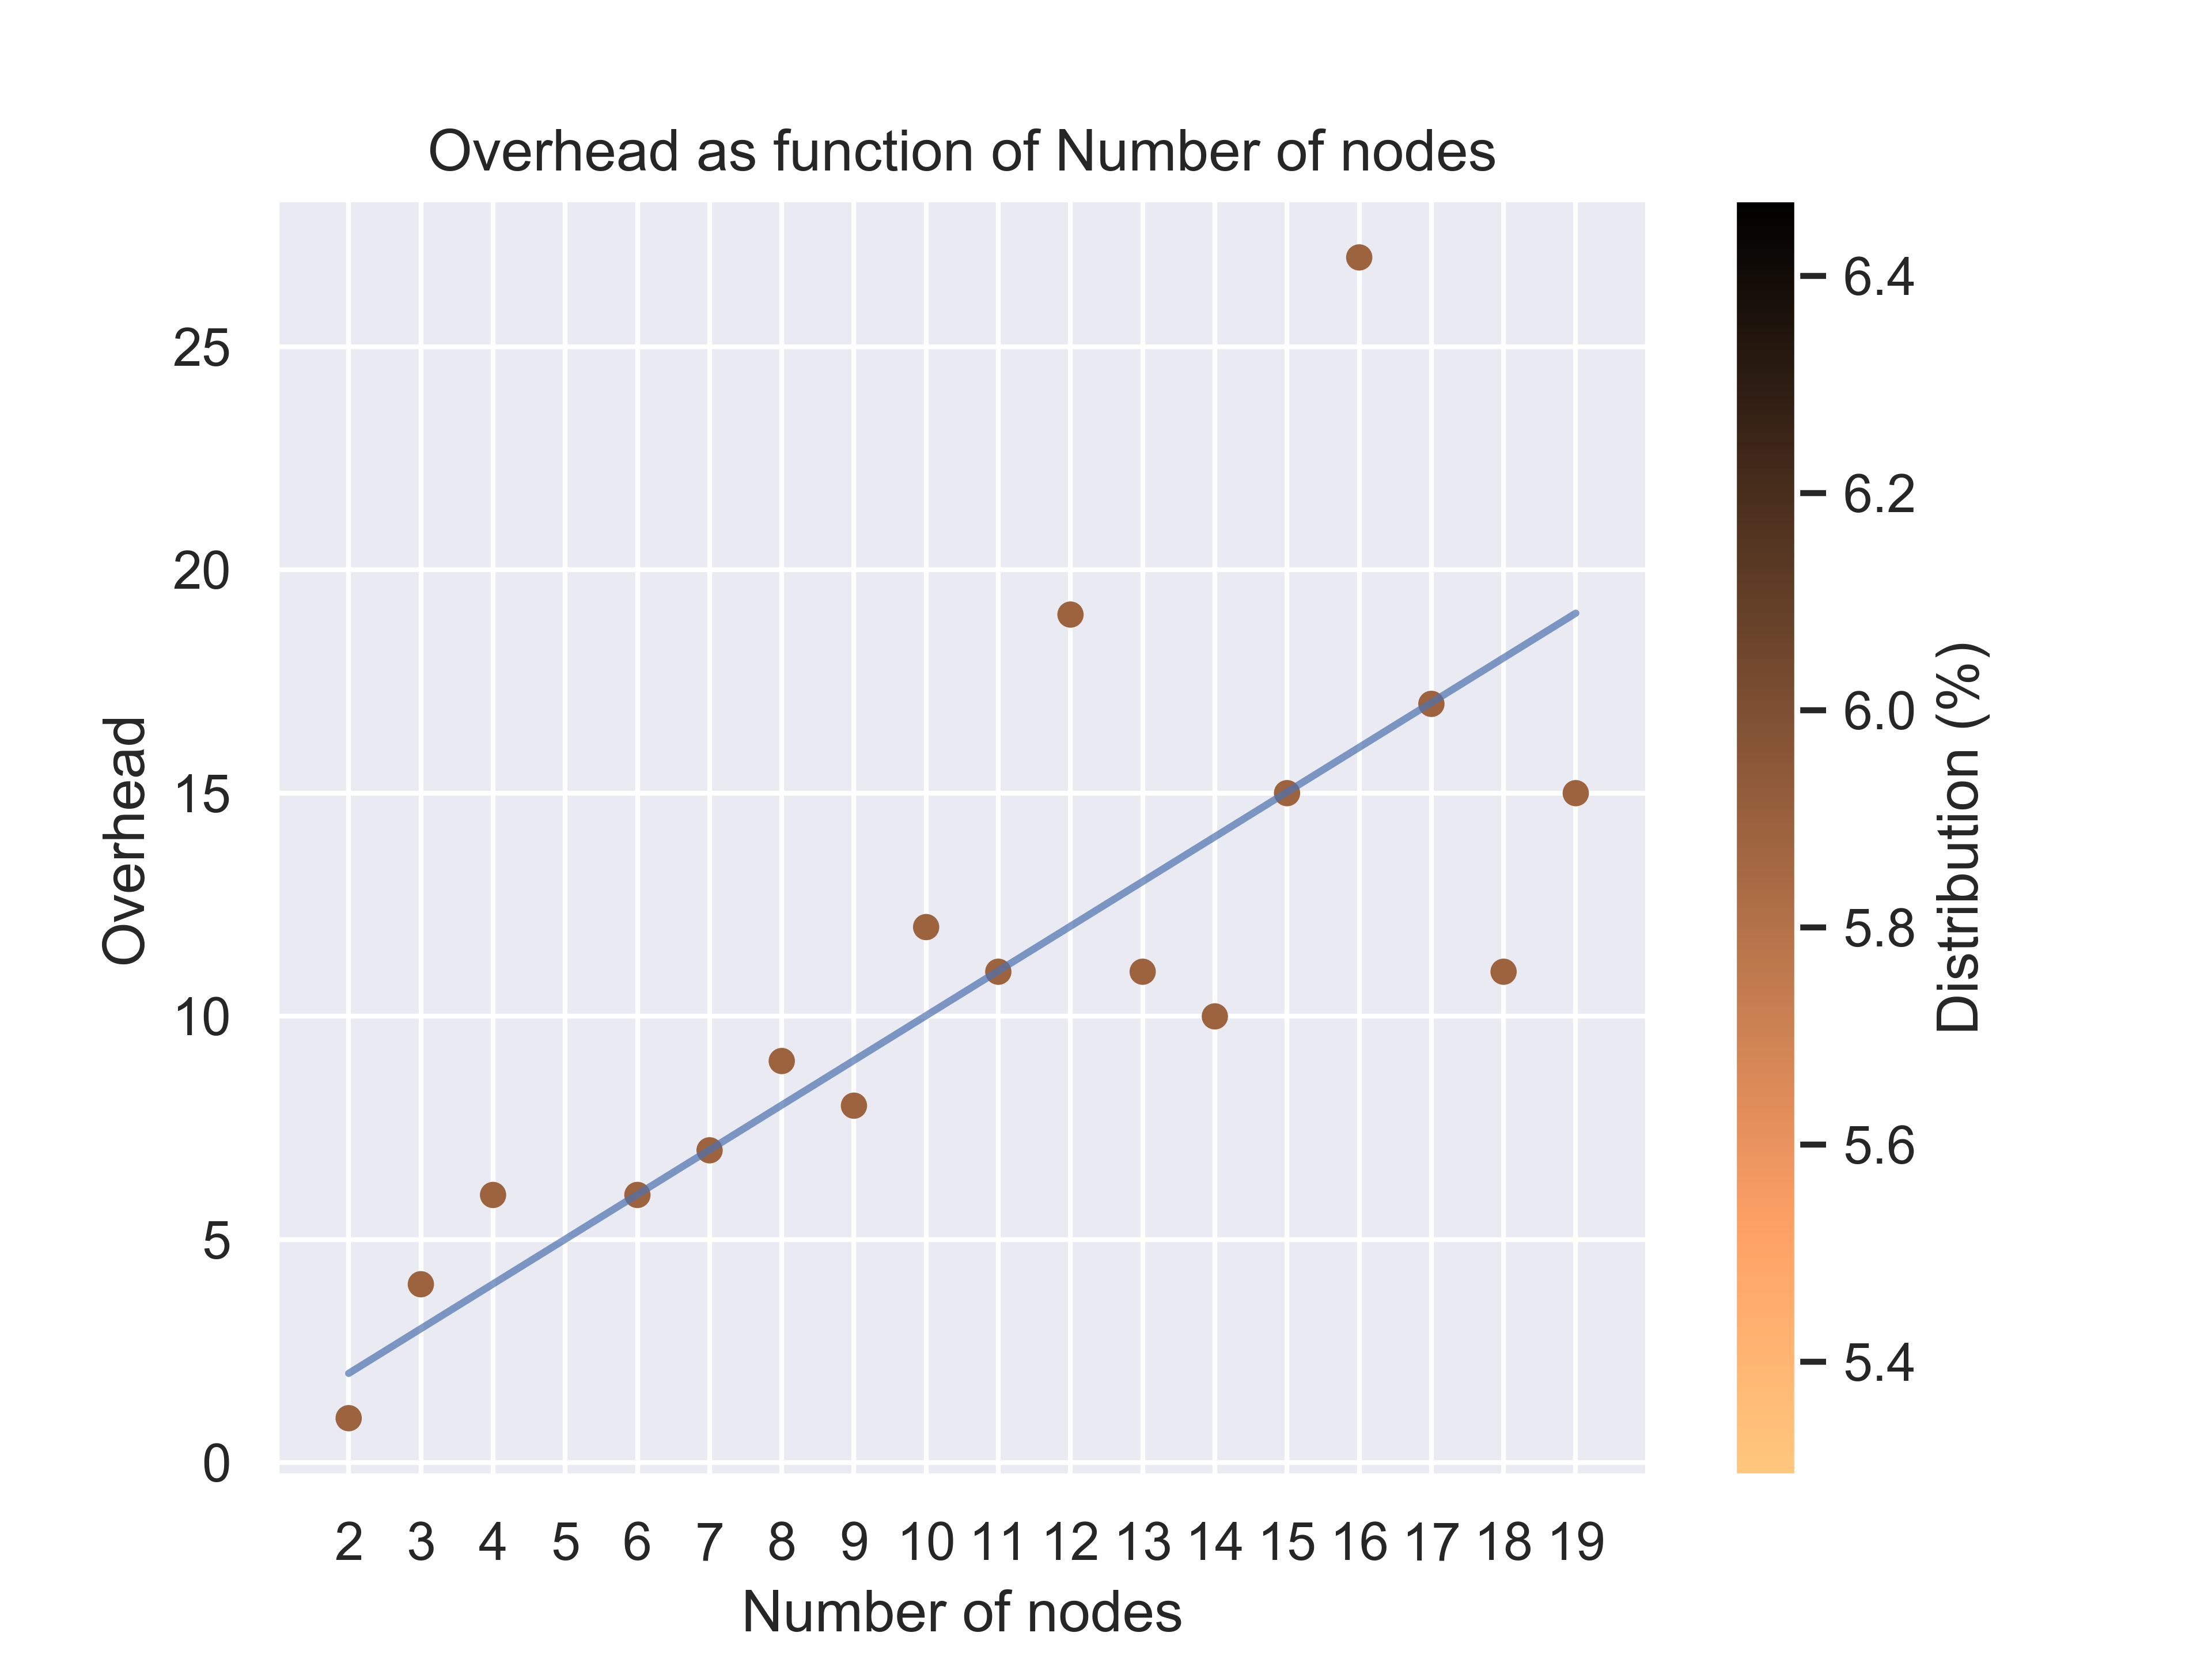 Overhead as function of Number of nodes
25
20
15
10
5
0
Overhead
2 3 4 5 6 7 8 9 10 11 12 13 14 15 16 17 18 19
Number of nodes
6.4
6.2
6.0
5.8
5.6
5.4
Distribution (%)